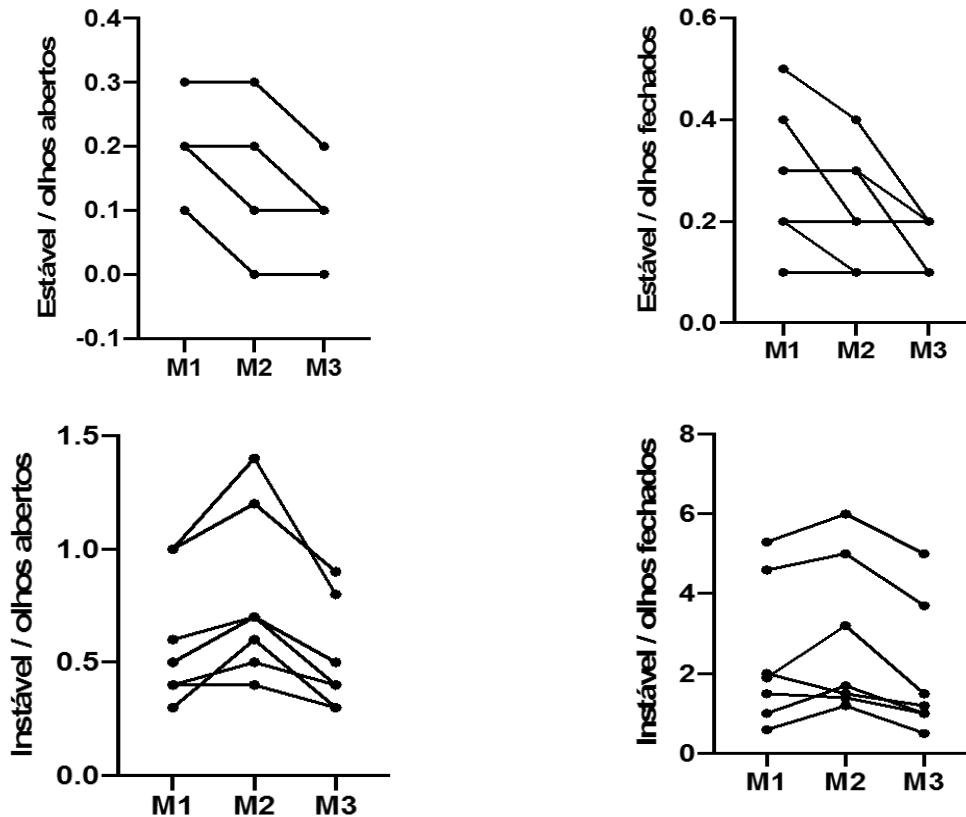 Estável / olhos abertos
0.4
0.3
0.2
0.1
0.0
-0.1
M1 M2 M3
Estável / olhos fechados
0.6
0.4
0.2
0.0
M1 M2 M3
Instável / olhos abertos
1.5
1.0
0.5
0.0
M1 M2 M3
Instável / olhos fechados
8
6
4
2
0
M1 M2 M3